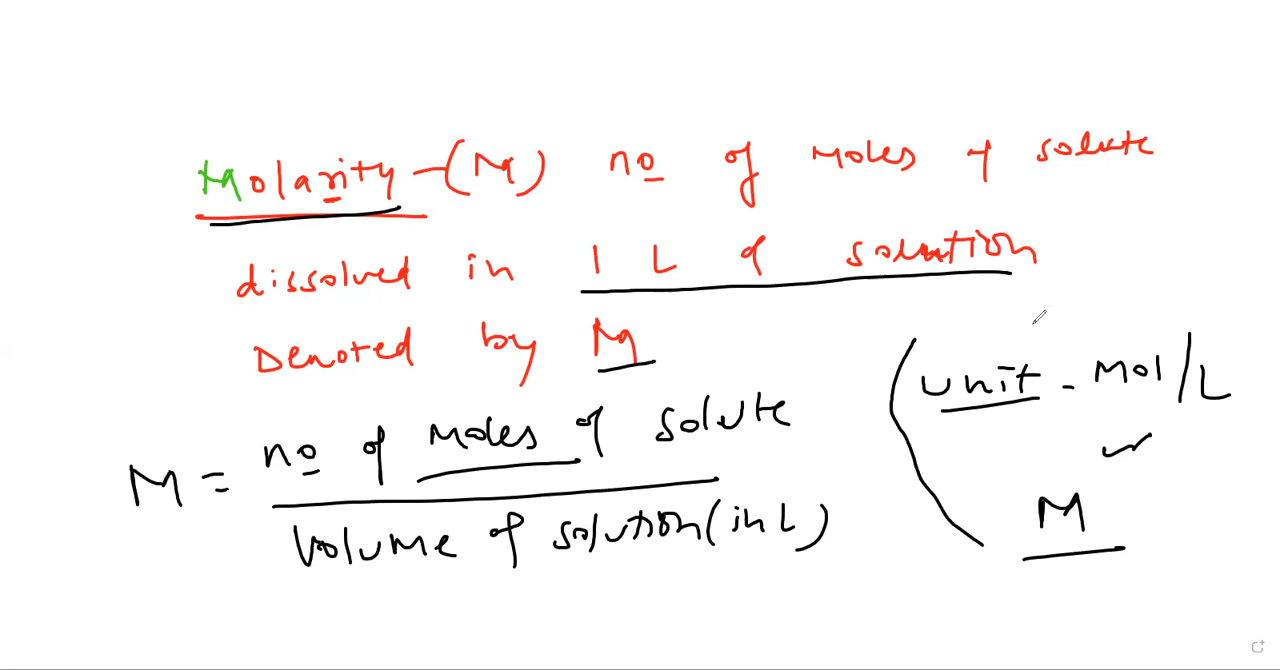 Molarity - (M) no of moles of solute
dissolved in 1 L of solution
Denoted by M
unit - Mol/L
M = no of Moles of solute
volume of solution (in L)
M